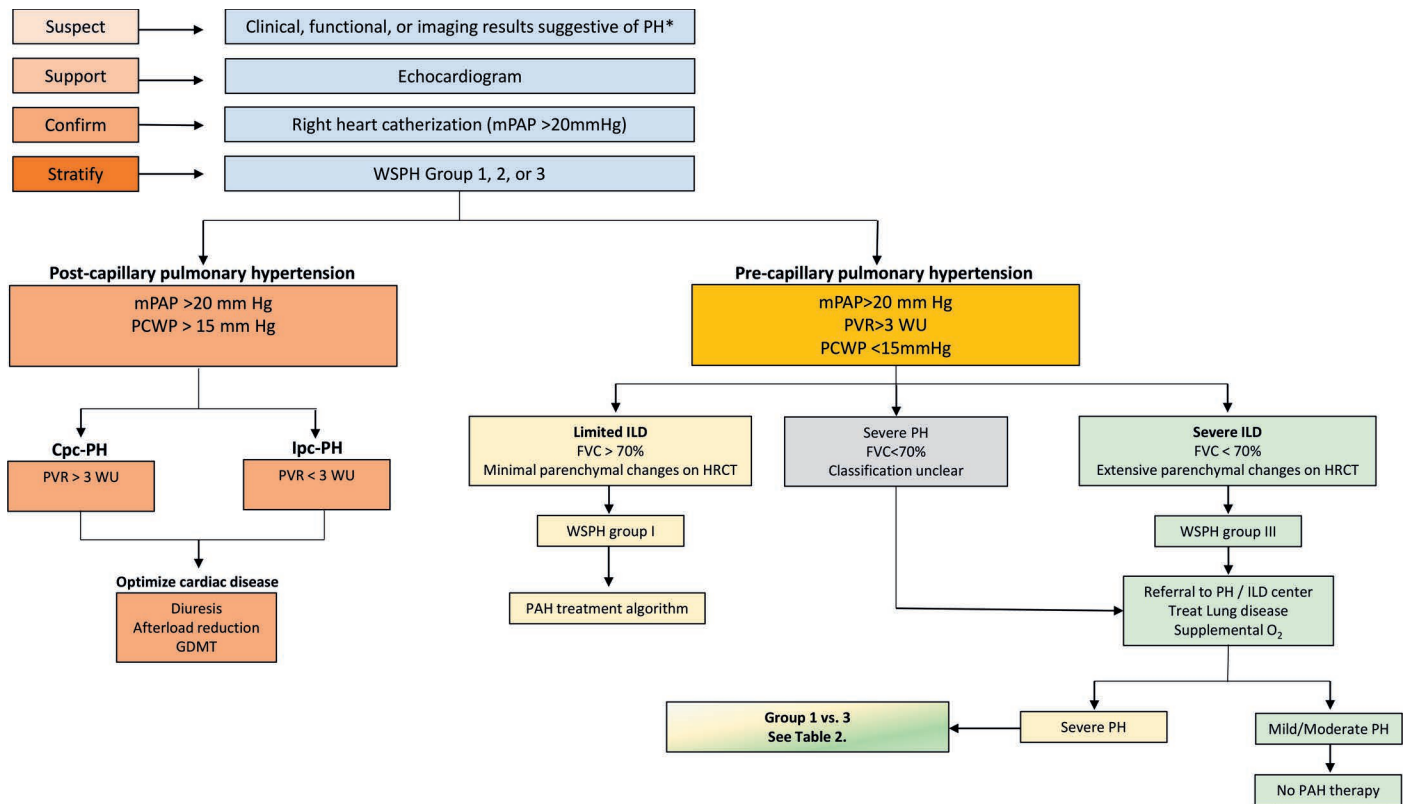 Suspect
Clinical, functional, or imaging results suggestive of PH*
Support
Echocardiogram
Confirm
Right heart catherization (mPAP >20mmHg)
Stratify
WSPH Group 1, 2, or 3
Post-capillary pulmonary hypertension
mPAP >20 mm Hg
PCWP > 15 mm Hg
Cpc-PH
PVR > 3 WU
Ipc-PH
PVR < 3 WU
Optimize cardiac disease
Diuresis
Afterload reduction
GDMT
Pre-capillary pulmonary hypertension
mPAP>20 mm Hg
PVR>3 WU
PCWP <15mmHg
Limited ILD
FVC > 70%
Minimal parenchymal changes on HRCT
WSPH group I
PAH treatment algorithm
Severe PH
FVC<70%
Classification unclear
Severe ILD
FVC < 70%
Extensive parenchymal changes on HRCT
WSPH group III
Referral to PH / ILD center
Treat Lung disease
Supplemental O₂
Severe PH
Group 1 vs. 3
See Table 2.
Mild/Moderate PH
No PAH therapy